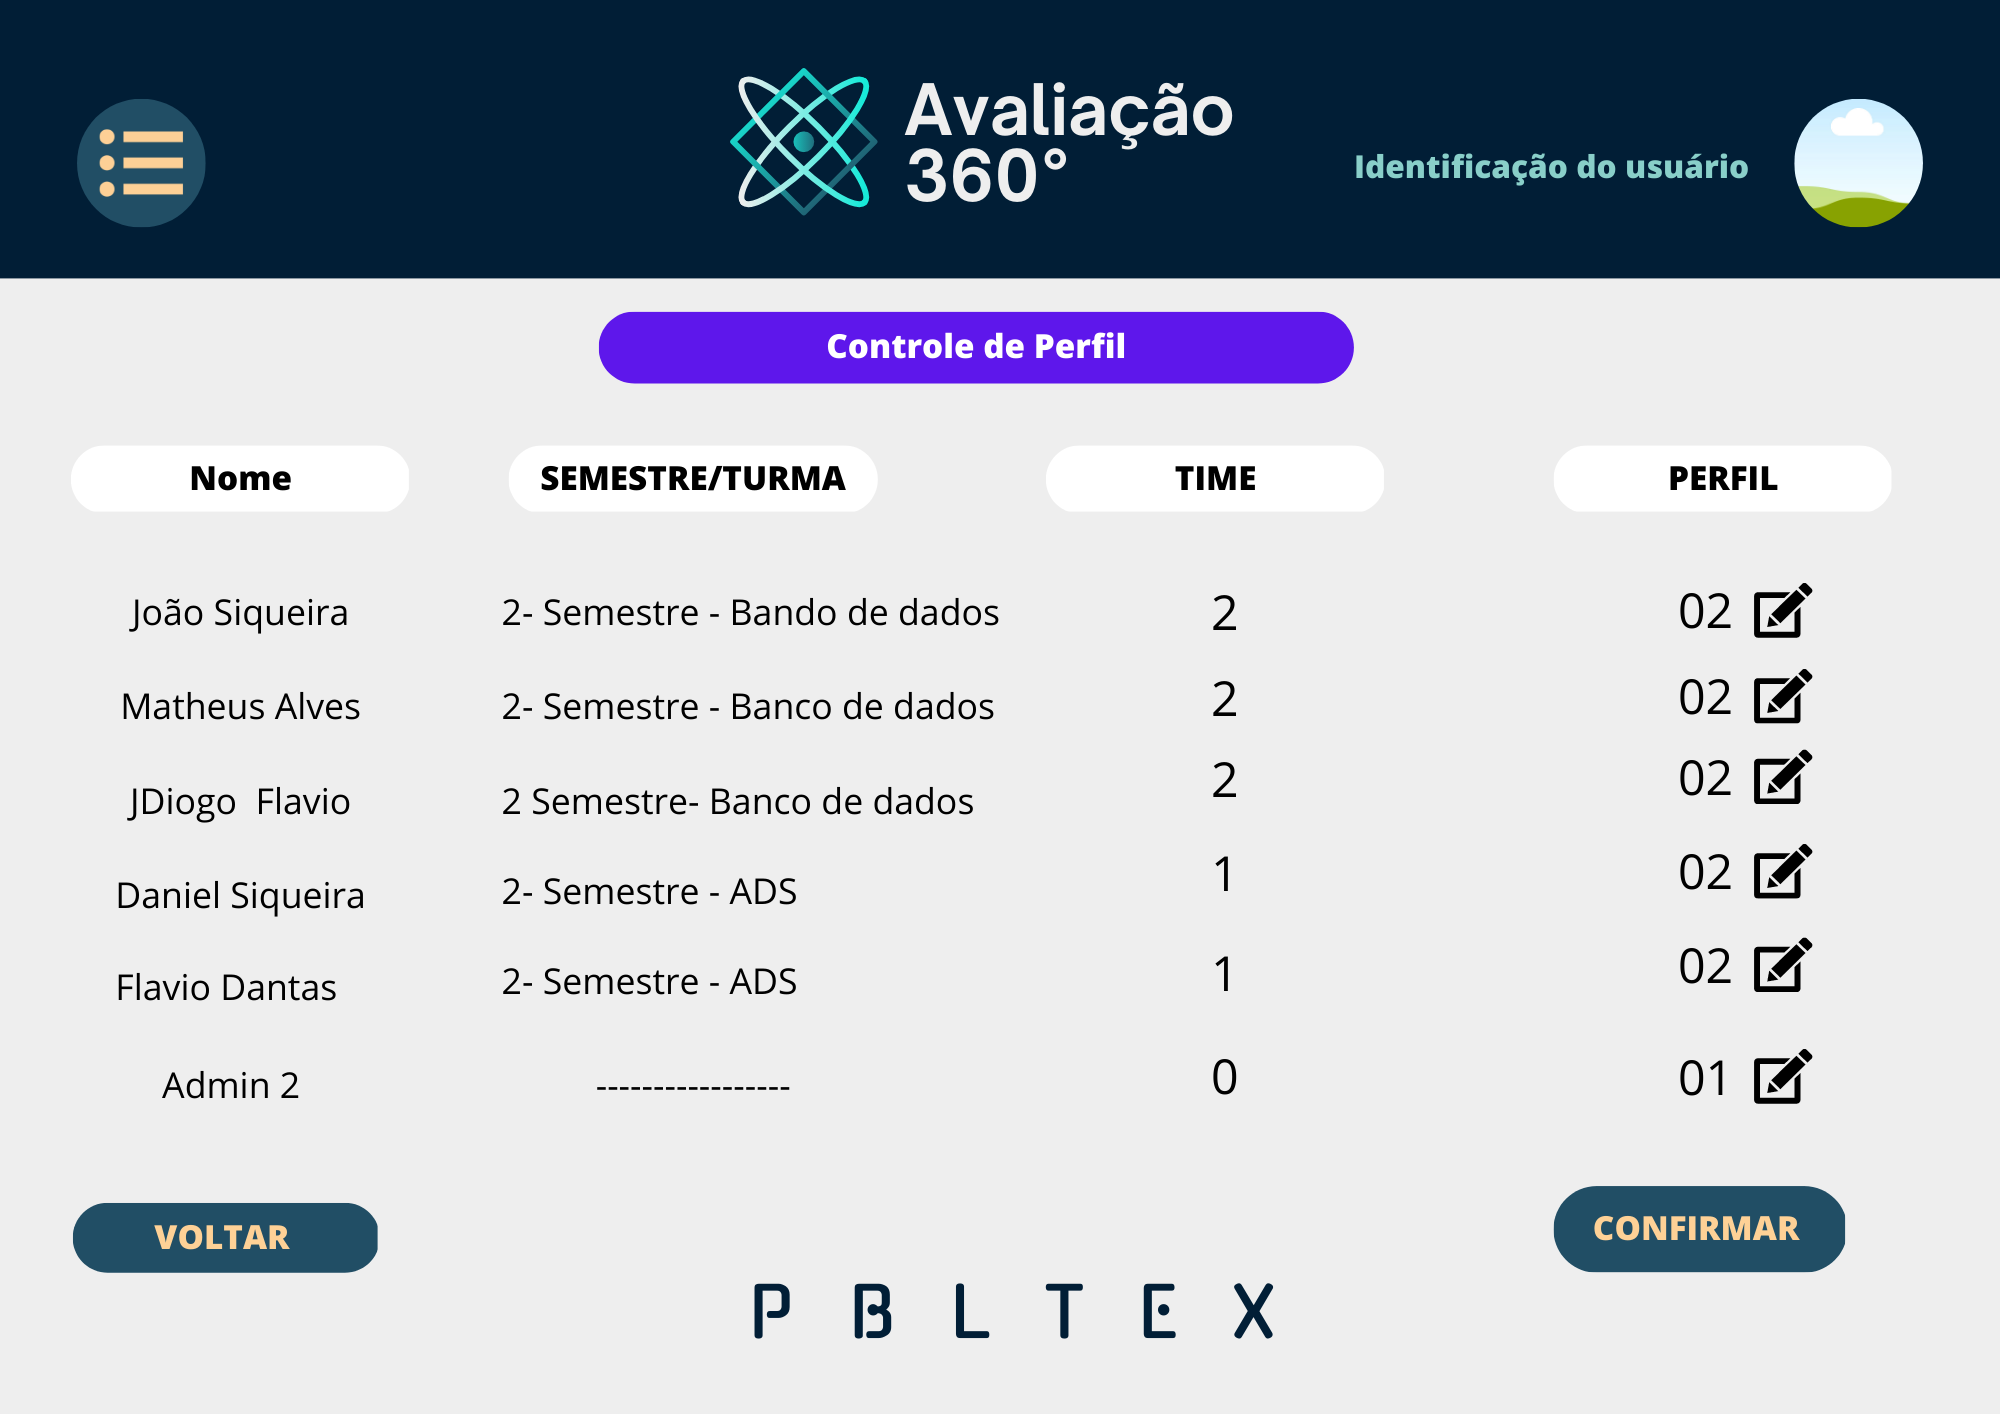 Avaliação
360°
Identificação do usuário
Controle de Perfil
Nome SEMESTRE/TURMA TIME PERFIL
João Siqueira 2- Semestre - Bando de dados 2 02
Matheus Alves 2- Semestre - Banco de dados 2 02
JDiogo  Flavio 2 Semestre- Banco de dados 2 02
Daniel Siqueira 2- Semestre - ADS 1 02
Flavio Dantas 2- Semestre - ADS 1 02
Admin 2 ----------------- 0 01
VOLTAR CONFIRMAR
PBLTEX